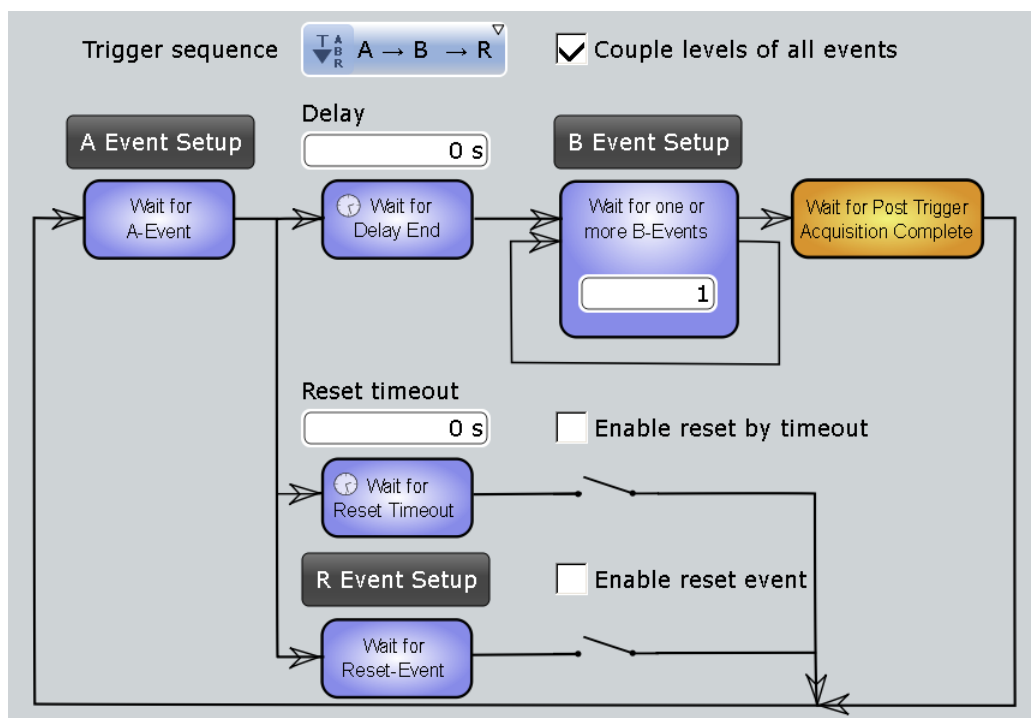 Trigger sequence
T A B R A → B → R
Couple levels of all events
Delay
0 s
A Event Setup
B Event Setup
Wait for
A-Event
Wait for
Delay End
Wait for one or
more B-Events
1
Wait for Post Trigger
Acquisition Complete
Reset timeout
0 s
Enable reset by timeout
Wait for
Reset Timeout
R Event Setup
Enable reset event
Wait for
Reset-Event